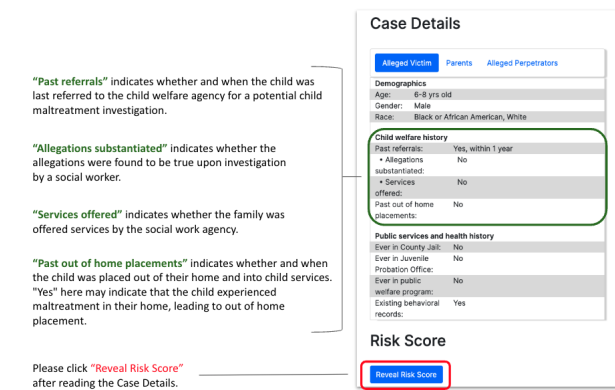 “Past referrals” indicates whether and when the child was
last referred to the child welfare agency for a potential child
maltreatment investigation.
“Allegations substantiated” indicates whether the
allegations were found to be true upon investigation
by a social worker.
“Services offered” indicates whether the family was
offered services by the social work agency.
“Past out of home placements” indicates whether and when
the child was placed out of their home and into child services.
"Yes" here may indicate that the child experienced
maltreatment in their home, leading to out of home
placement.
Please click “Reveal Risk Score”
after reading the Case Details.
Case Details
Alleged Victim Parents Alleged Perpetrators
Demographics
Age: 6-8 yrs old
Gender: Male
Race: Black or African American, White
Child welfare history
Past referrals: Yes, within 1 year
• Allegations No
substantiated:
• Services No
offered:
Past out of home No
placements:
Public services and health history
Ever in County Jail: No
Ever in Juvenile No
Probation Office:
Ever in public No
welfare program:
Existing behavioral Yes
records:
Risk Score
Reveal Risk Score